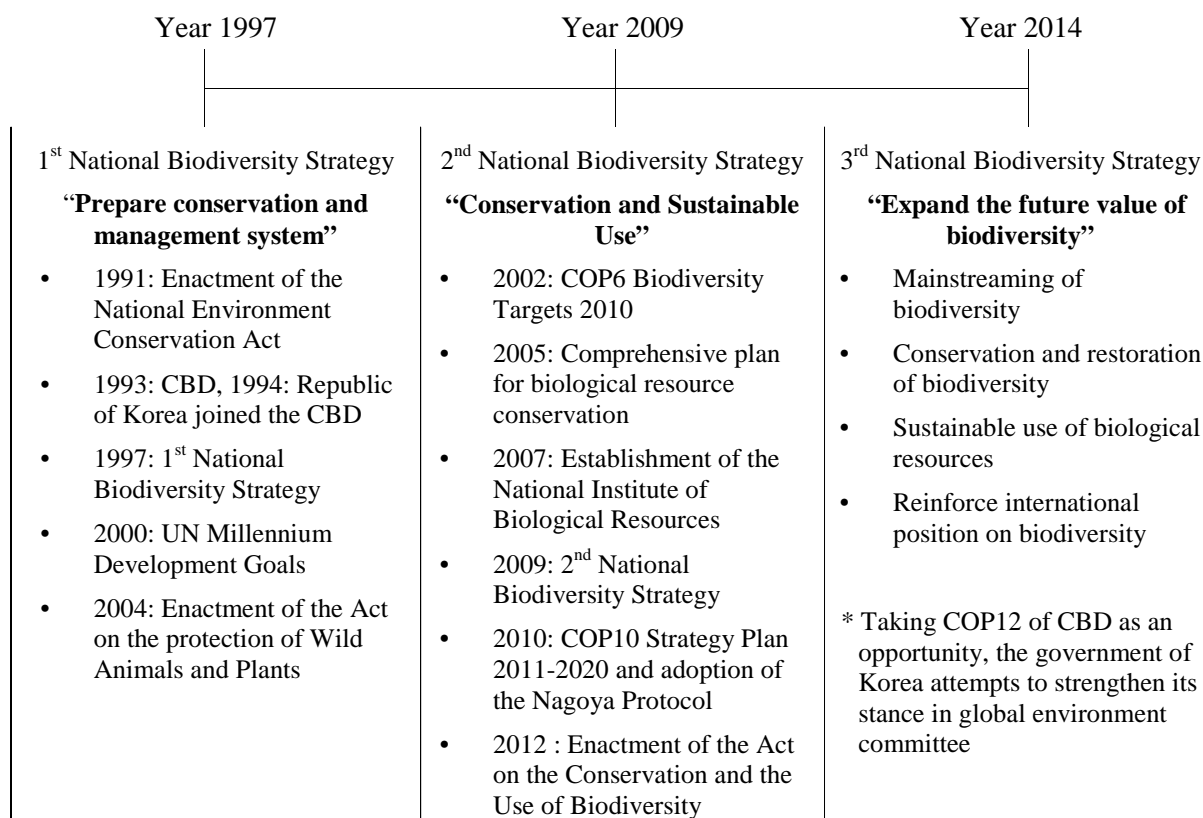 Year 1997
Year 2009
Year 2014
1st National Biodiversity Strategy
“Prepare conservation and
management system”
• 1991: Enactment of the
National Environment
Conservation Act
• 1993: CBD, 1994: Republic
of Korea joined the CBD
• 1997: 1st National
Biodiversity Strategy
• 2000: UN Millennium
Development Goals
• 2004: Enactment of the Act
on the protection of Wild
Animals and Plants
2nd National Biodiversity Strategy
“Conservation and Sustainable
Use”
• 2002: COP6 Biodiversity
Targets 2010
• 2005: Comprehensive plan
for biological resource
conservation
• 2007: Establishment of the
National Institute of
Biological Resources
• 2009: 2nd National
Biodiversity Strategy
• 2010: COP10 Strategy Plan
2011-2020 and adoption of
the Nagoya Protocol
• 2012 : Enactment of the Act
on the Conservation and the
Use of Biodiversity
3rd National Biodiversity Strategy
“Expand the future value of
biodiversity”
• Mainstreaming of
biodiversity
• Conservation and restoration
of biodiversity
• Sustainable use of biological
resources
• Reinforce international
position on biodiversity
* Taking COP12 of CBD as an
opportunity, the government of
Korea attempts to strengthen its
stance in global environment
committee